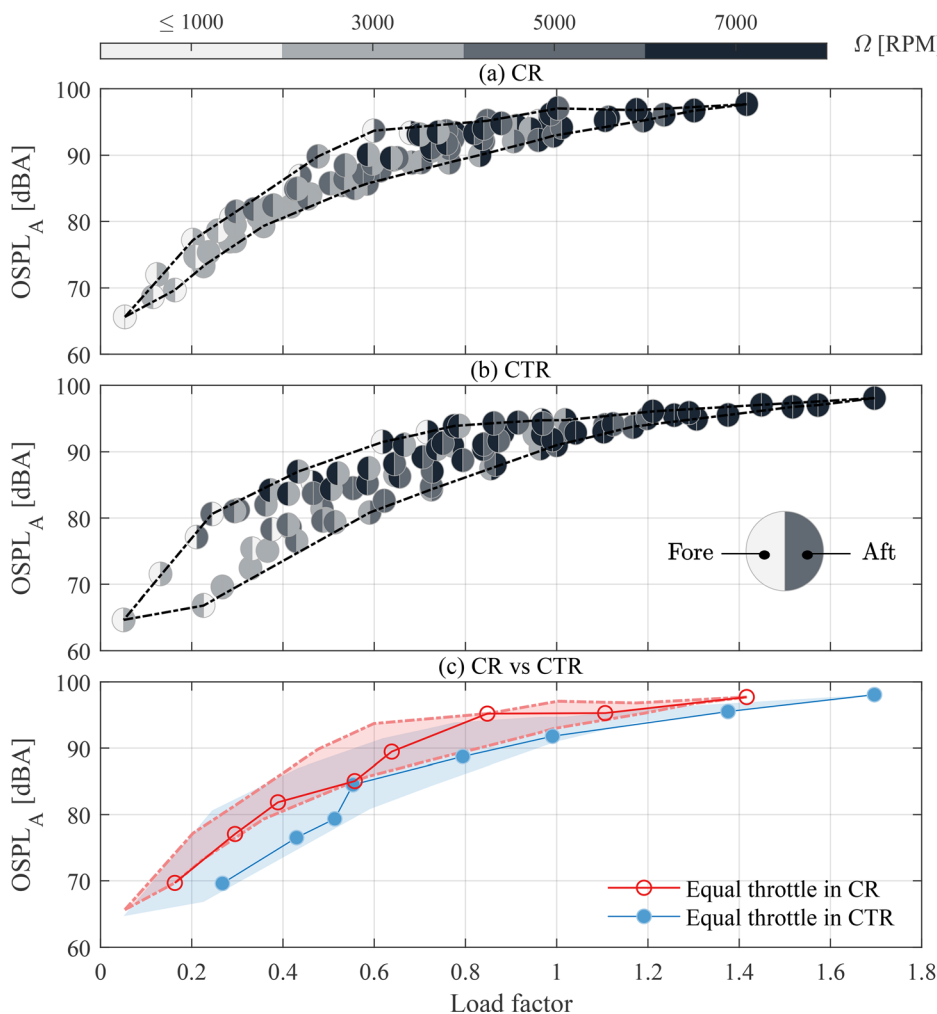 ≤ 1000 3000 5000 7000
Ω [RPM]
(a) CR
100
90
80
70
60
OSPL_A [dBA]
(b) CTR
100
90
80
70
60
OSPL_A [dBA]
Fore Aft
(c) CR vs CTR
100
90
80
70
60
OSPL_A [dBA]
Equal throttle in CR
Equal throttle in CTR
0 0.2 0.4 0.6 0.8 1 1.2 1.4 1.6 1.8
Load factor